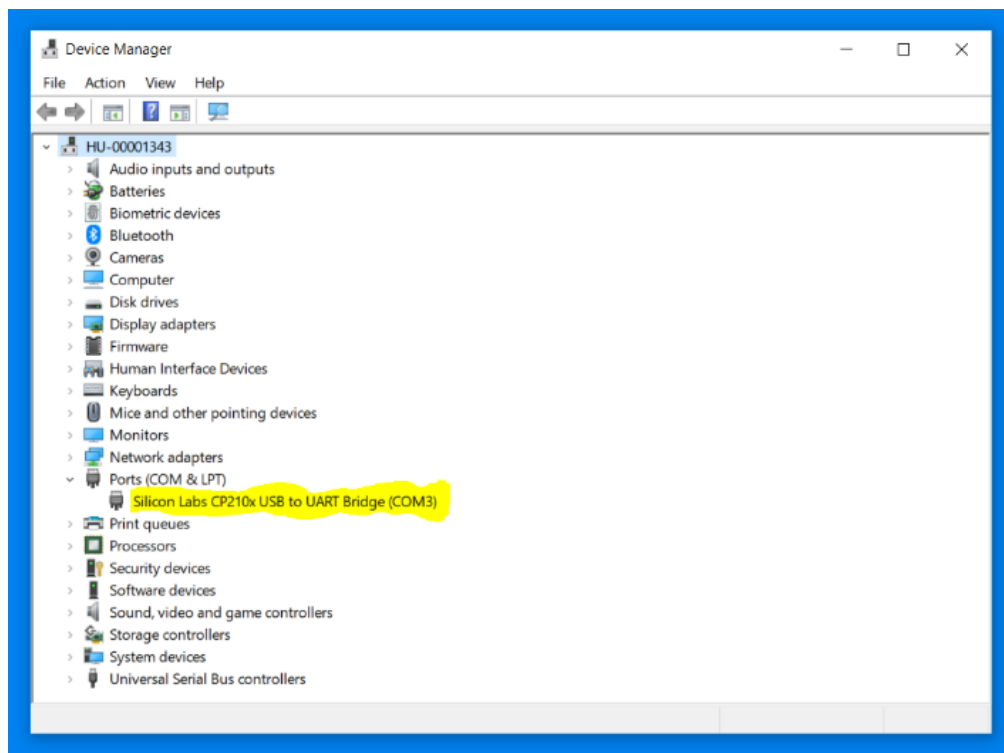 Device Manager
File Action View Help
HU-00001343
Audio inputs and outputs
Batteries
Biometric devices
Bluetooth
Cameras
Computer
Disk drives
Display adapters
Firmware
Human Interface Devices
Keyboards
Mice and other pointing devices
Monitors
Network adapters
Ports (COM & LPT)
Silicon Labs CP210x USB to UART Bridge (COM3)
Print queues
Processors
Security devices
Software devices
Sound, video and game controllers
Storage controllers
System devices
Universal Serial Bus controllers